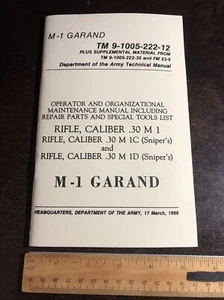 M-1 GARAND
TM 9-1005-222-12
PLUS SUPPLEMENTAL MATERIAL FROM
TM 9-1005-222-35 and FM 23-5
Department of the Army Technical Manual
OPERATOR AND ORGANIZATIONAL
MAINTENANCE MANUAL INCLUDING
REPAIR PARTS AND SPECIAL TOOLS LIST
RIFLE, CALIBER .30 M 1
RIFLE, CALIBER .30 M 1C (Sniper's)
and
RIFLE, CALIBER .30 M 1D (Sniper's)
M-1 GARAND
HEADQUARTERS, DEPARTMENT OF THE ARMY, 17 March, 1969